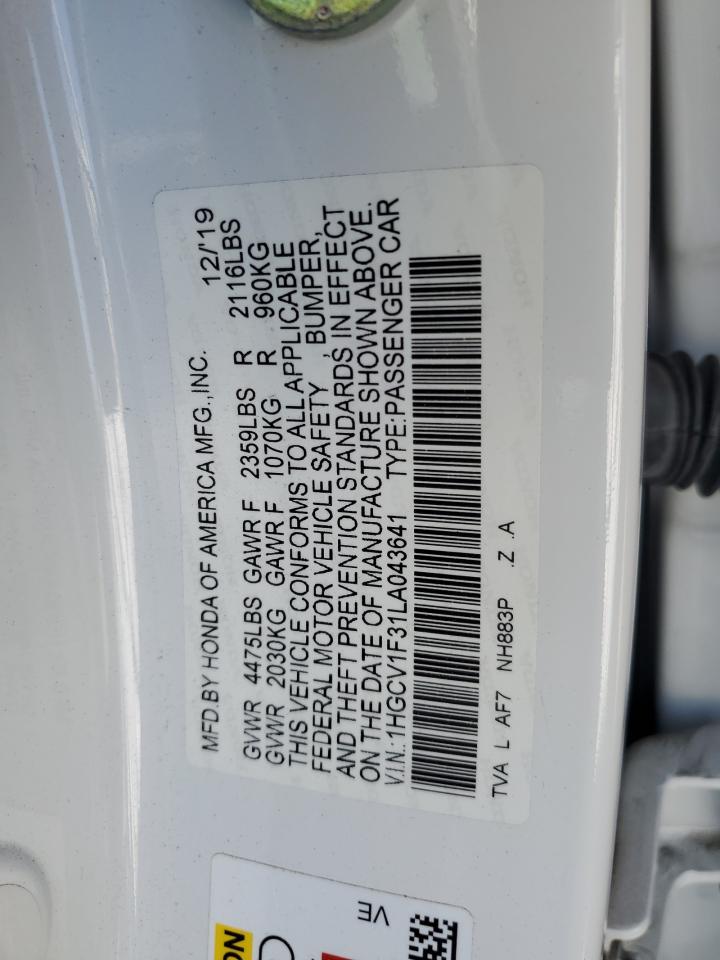 MFD.BY HONDA OF AMERICA MFG.,INC. 12/'19
GVWR 4475LBS GAWR F 2359LBS R 2116LBS
GVWR 2030KG GAWR F 1070KG R 960KG
THIS VEHICLE CONFORMS TO ALL APPLICABLE
FEDERAL MOTOR VEHICLE SAFETY , BUMPER,
AND THEFT PREVENTION STANDARDS IN EFFECT
ON THE DATE OF MANUFACTURE SHOWN ABOVE.
V.I.N.:1HGCV1F31LA043641 TYPE:PASSENGER CAR
TVA L AF7 NH883P .Z .A
VE
ON